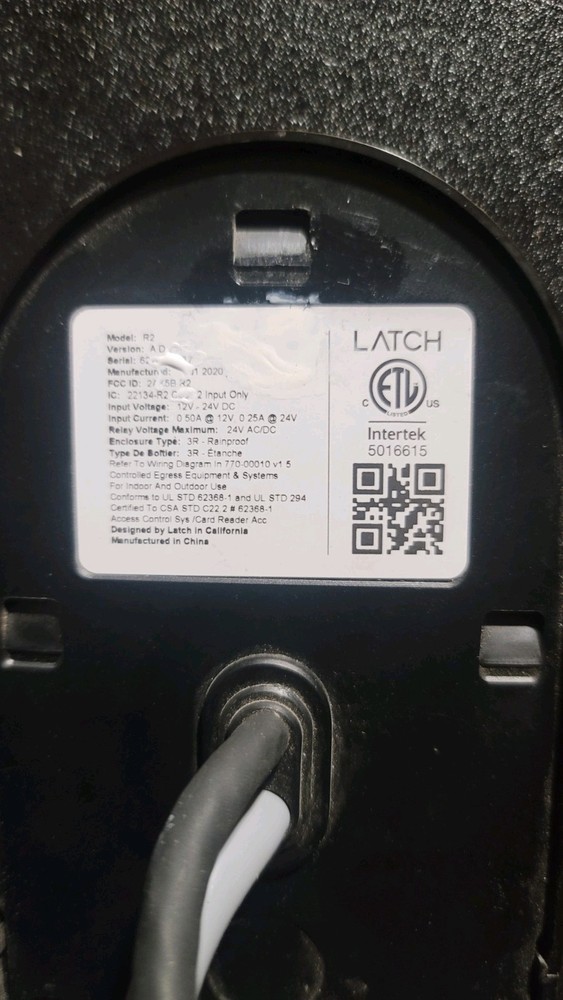 Model: R2
Version:
Serial:
Manufactured: 2020
FCC ID: R2
IC: 22134-R2 2 Input Only
Input Voltage: 12V - 24V DC
Input Current: 0.50A @ 12V, 0.25A @ 24V
Relay Voltage Maximum: 24V AC/DC
Enclosure Type: 3R - Rainproof
Type De Boîtier: 3R - Étanche
Refer To Wiring Diagram In 770-00010 v1.5
Controlled Egress Equipment & Systems
For Indoor And Outdoor Use
Conforms to UL STD 62368-1 and UL STD 294
Certified To CSA STD C22.2 # 62368-1
Access Control Sys /Card Reader Acc
Designed by Latch in California
Manufactured in China
LATCH
ETL
C US
LISTED
Intertek
5016615